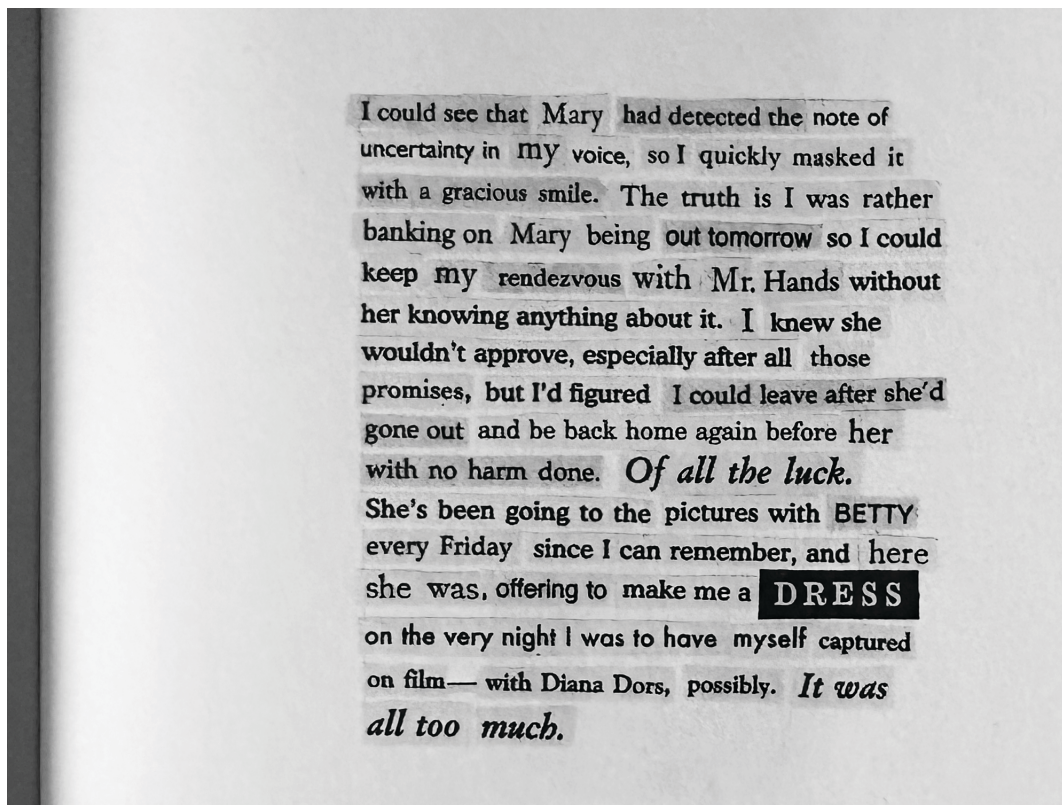 I could see that Mary had detected the note of
uncertainty in my voice, so I quickly masked it
with a gracious smile. The truth is I was rather
banking on Mary being out tomorrow so I could
keep my rendezvous with Mr. Hands without
her knowing anything about it. I knew she
wouldn't approve, especially after all those
promises, but I'd figured I could leave after she'd
gone out and be back home again before her
with no harm done. Of all the luck.
She's been going to the pictures with BETTY
every Friday since I can remember, and here
she was, offering to make me a DRESS
on the very night I was to have myself captured
on film— with Diana Dors, possibly. It was
all too much.